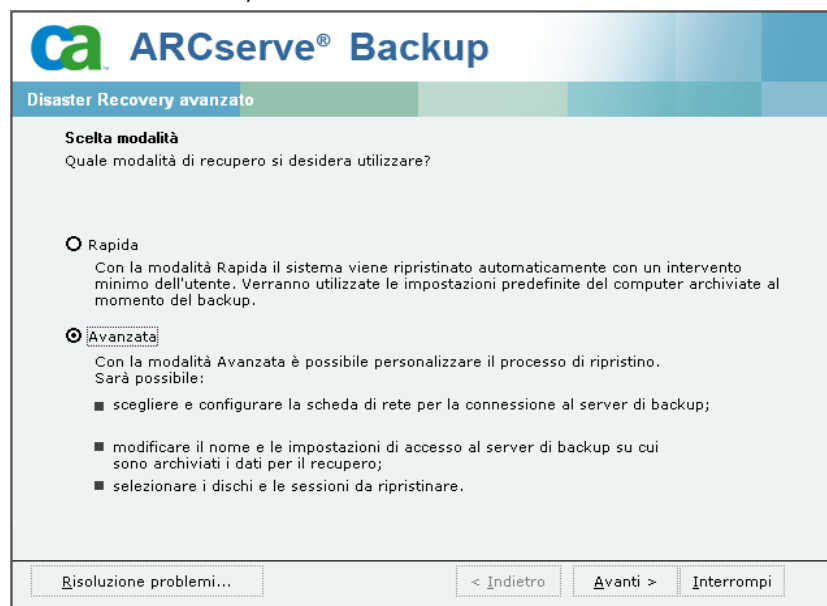 ca ARCserve® Backup
Disaster Recovery avanzato
Scelta modalità
Quale modalità di recupero si desidera utilizzare?
Rapida
Con la modalità Rapida il sistema viene ripristinato automaticamente con un intervento
minimo dell'utente. Verranno utilizzate le impostazioni predefinite del computer archiviate al
momento del backup.
Avanzata
Con la modalità Avanzata è possibile personalizzare il processo di ripristino.
Sarà possibile:
scegliere e configurare la scheda di rete per la connessione al server di backup;
modificare il nome e le impostazioni di accesso al server di backup su cui
sono archiviati i dati per il recupero;
selezionare i dischi e le sessioni da ripristinare.
Risoluzione problemi... < Indietro Avanti > Interrompi